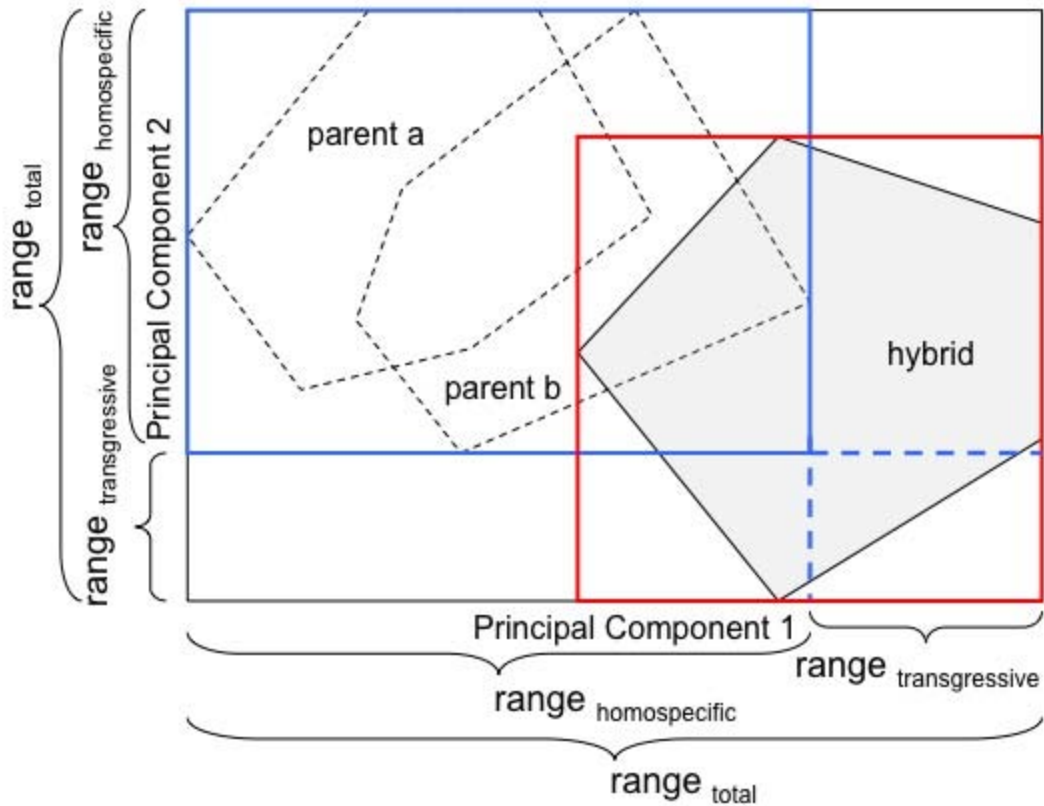 range total
range homospecific
Principal Component 2
range transgressive
parent a
parent b
hybrid
Principal Component 1
range transgressive
range homospecific
range total